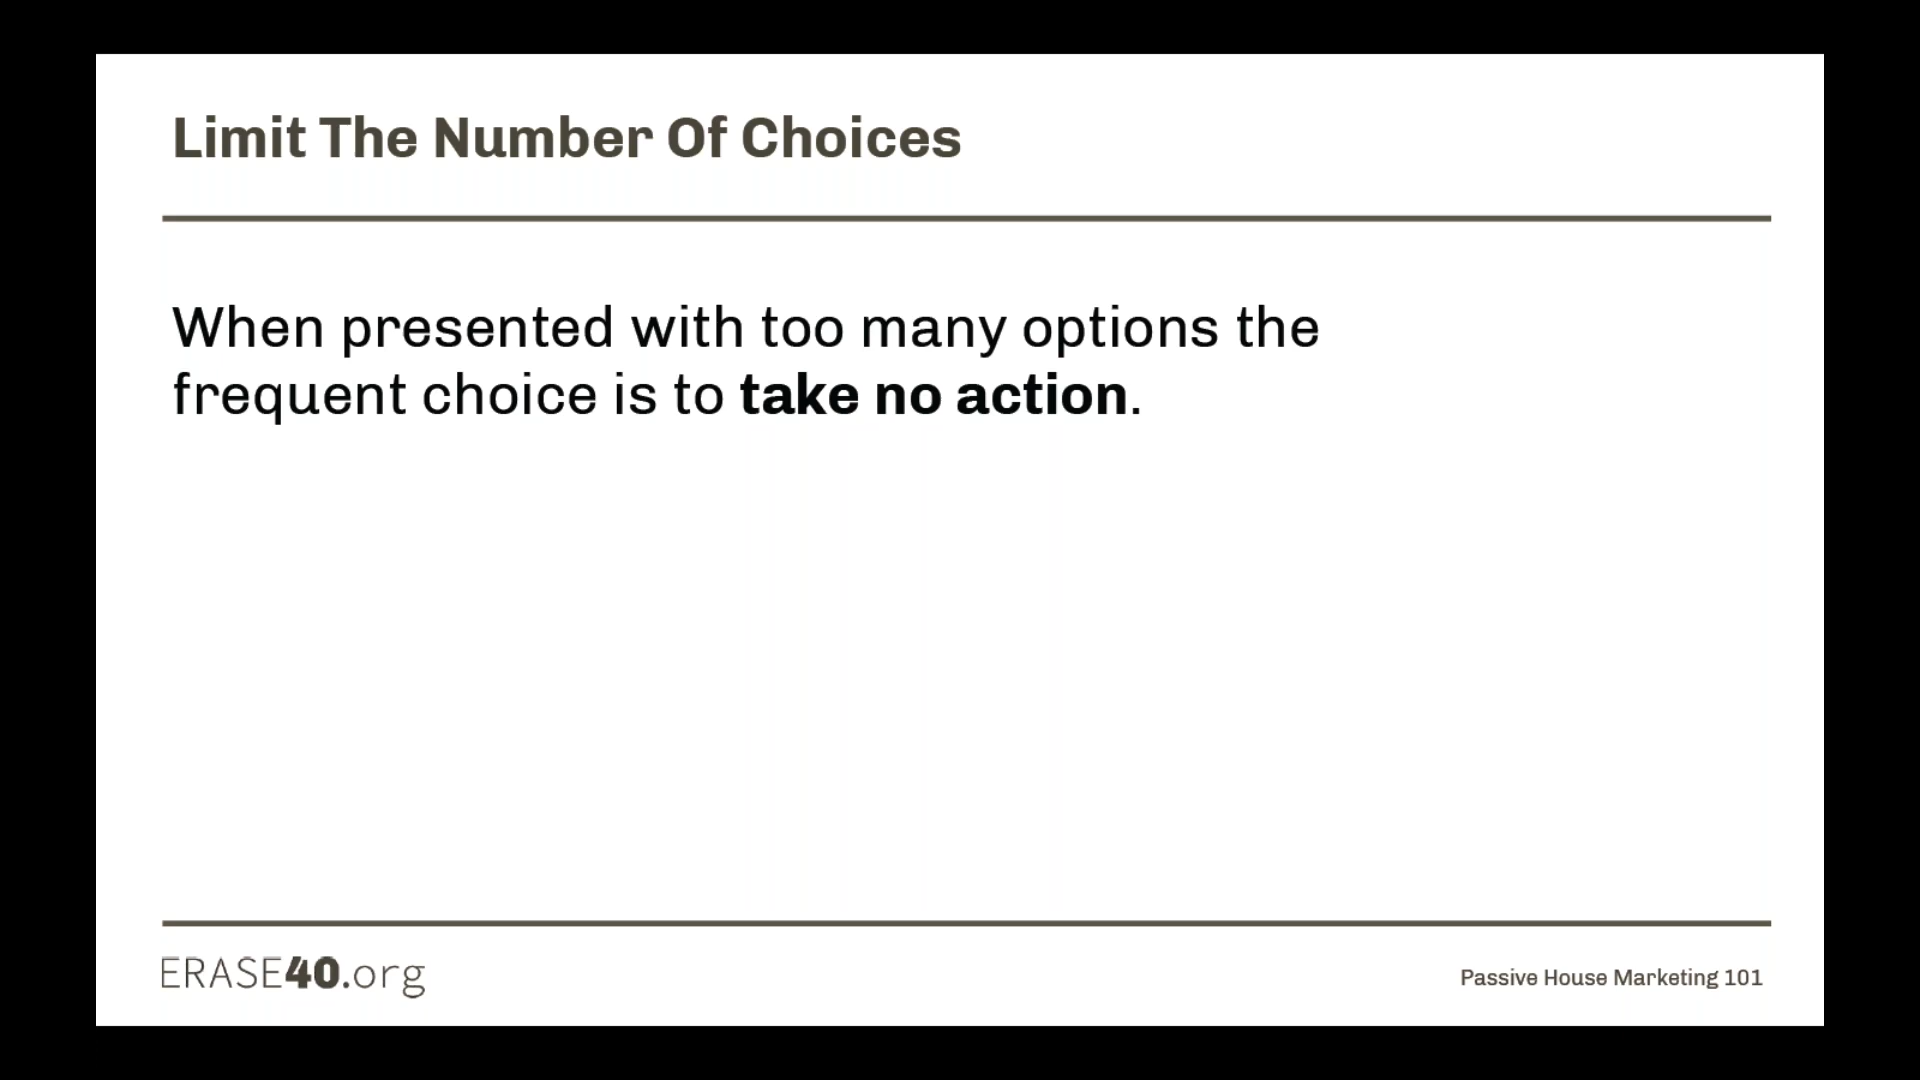 Limit The Number Of Choices
When presented with too many options the
frequent choice is to take no action.
ERASE40.org
Passive House Marketing 101